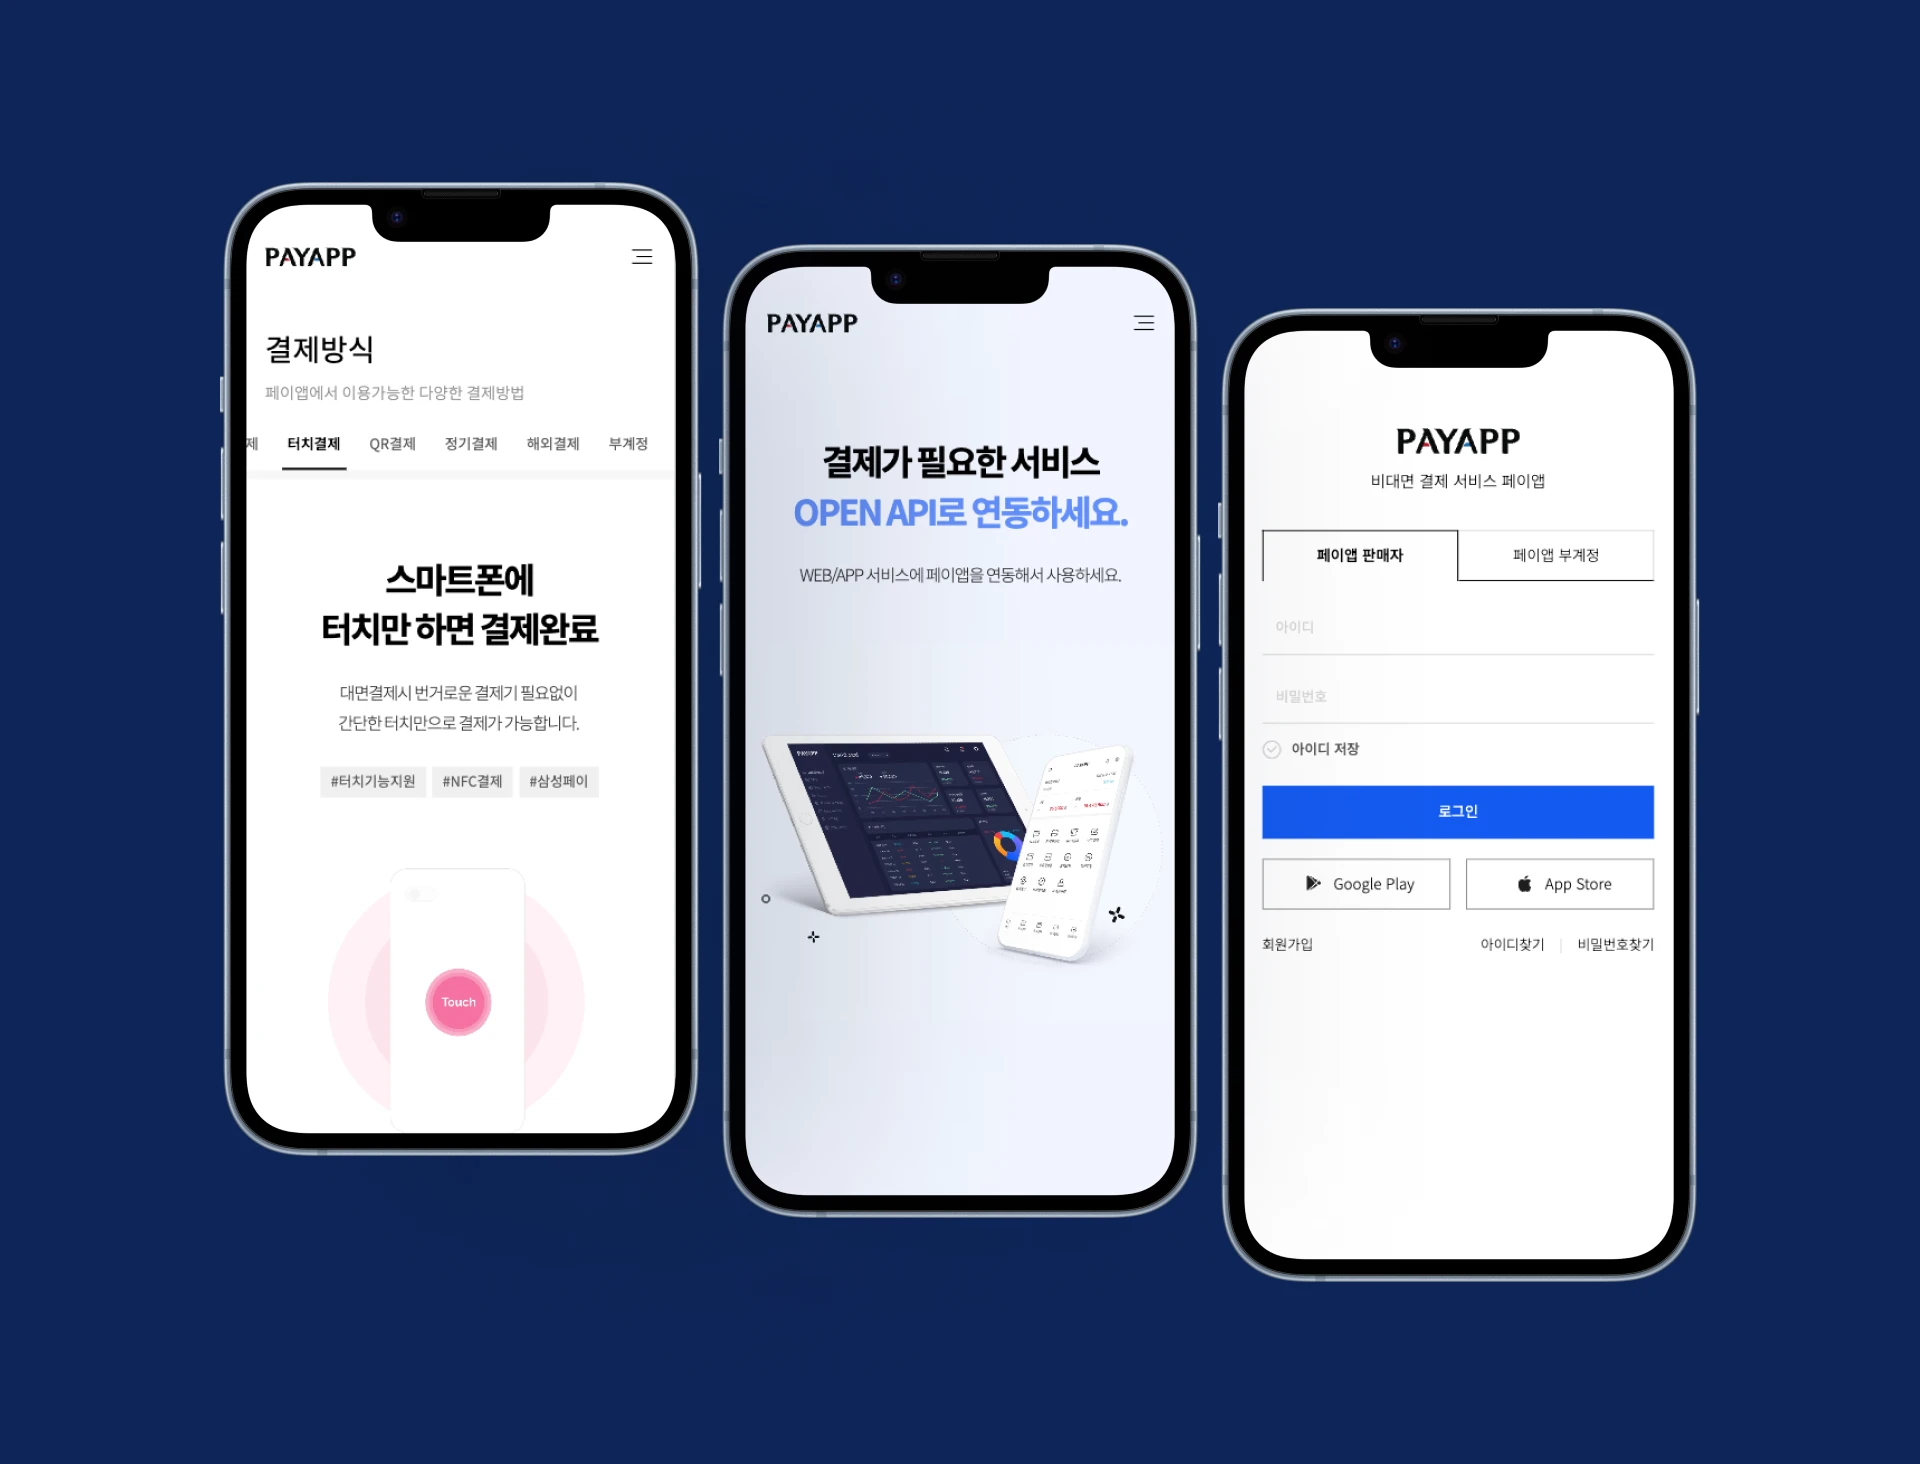 PAYAPP
결제방식
페이앱에서 이용가능한 다양한 결제방법
제 터치결제 QR결제 정기결제 해외결제 부계정
스마트폰에
터치만 하면 결제완료
대면결제시 번거로운 결제기 필요없이
간단한 터치만으로 결제가 가능합니다.
#터치기능지원 #NFC결제 #삼성페이
Touch
PAYAPP
결제가 필요한 서비스
OPEN API로 연동하세요.
WEB/APP 서비스에 페이앱을 연동해서 사용하세요.
PAYAPP
비대면 결제 서비스 페이앱
페이앱 판매자 페이앱 부계정
아이디
비밀번호
아이디 저장
로그인
Google Play App Store
회원가입 아이디찾기 비밀번호찾기